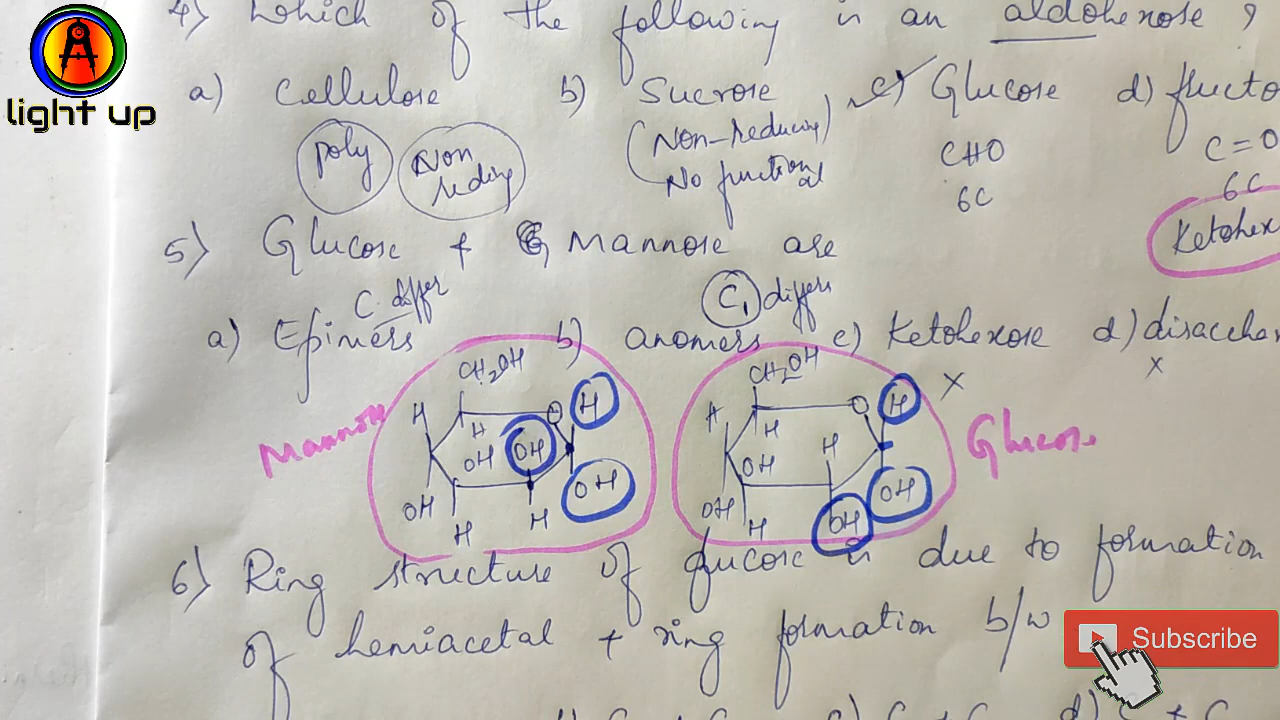 4) Which of the following is an aldohexose ?
light up
a) Cellulose b) Sucrose c) Glucose d) fructo
poly Non reding (Non-reducing) CHO C=O
No functional 6C 6C
Ketohex
5) Glucose & Mannose are
C. differ C1 differs
a) Epimers b) anomers c) Ketohexose d) disacchar
x x
CH2OH CH2OH
H O H H O H
Mannose H OH OH H H Glucose
OH OH OH OH
OH H H OH H OH
6) Ring structure of glucose is due to formation
of hemiacetal + ring formation b/w
Subscribe